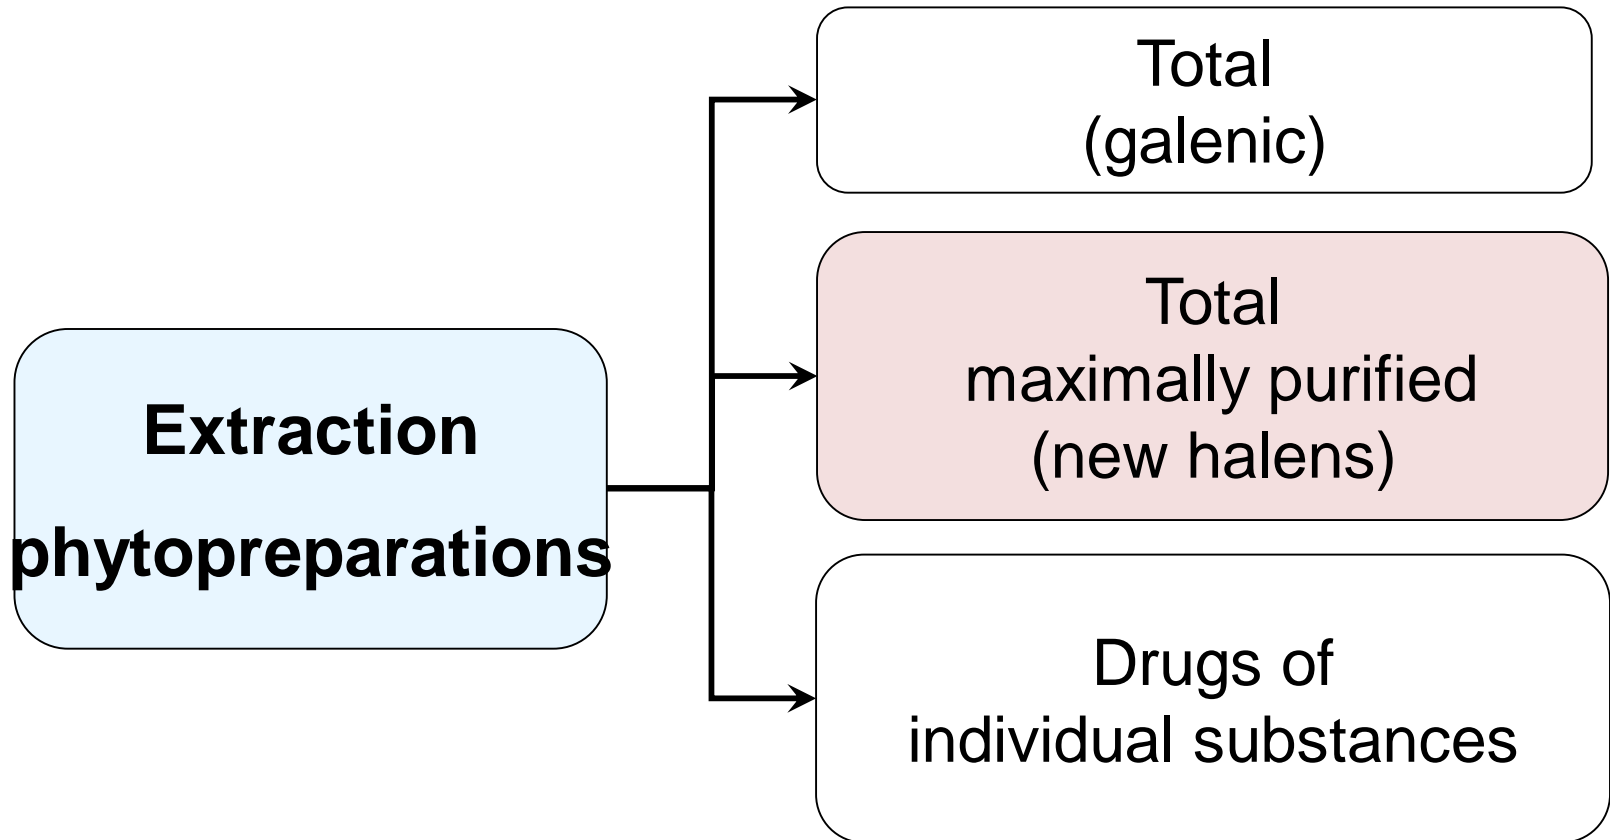 Extraction
phytopreparations
Total
(galenic)
Total
maximally purified
(new halens)
Drugs of
individual substances